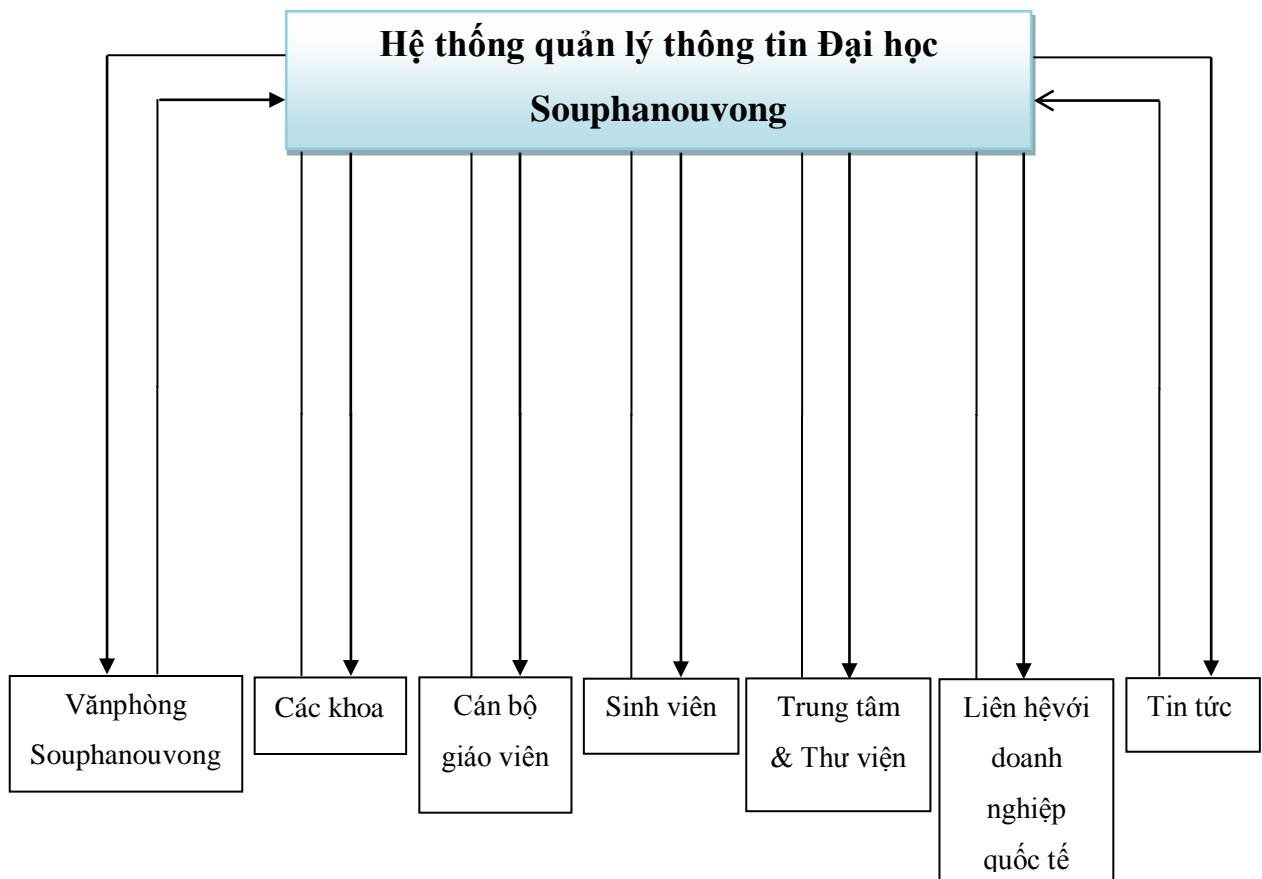 Hệ thống quản lý thông tin Đại học
Souphanouvong
Vănphòng
Souphanouvong
Các khoa
Cán bộ
giáo viên
Sinh viên
Trung tâm
& Thư viện
Liên hệvới
doanh
nghiệp
quốc tế
Tin tức